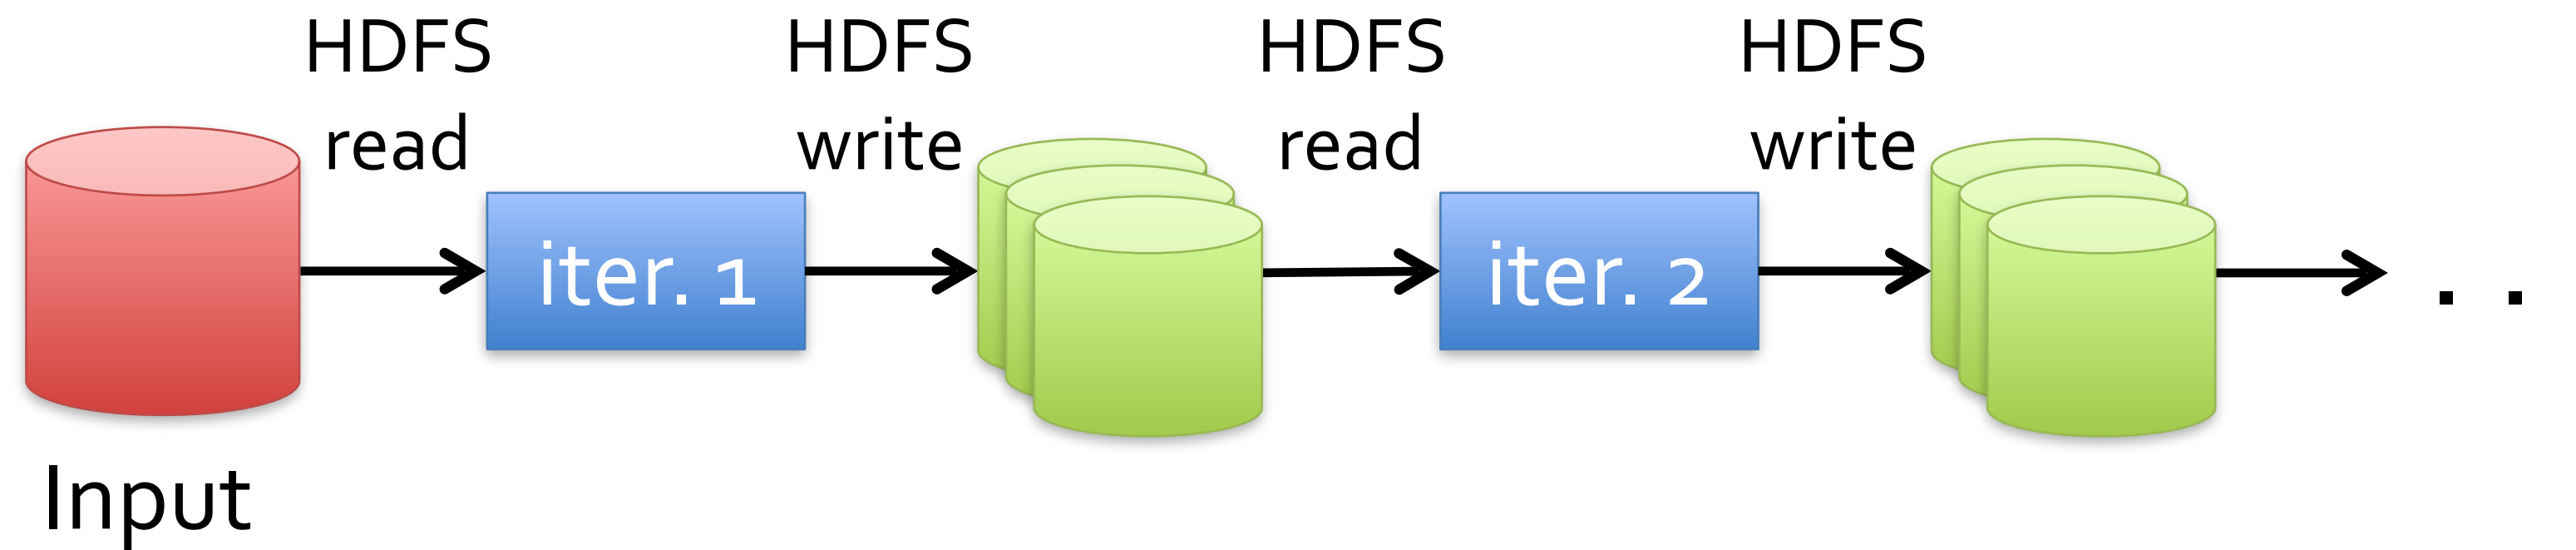 HDFS
read
HDFS
write
HDFS
read
HDFS
write
iter. 1
iter. 2
. .
Input